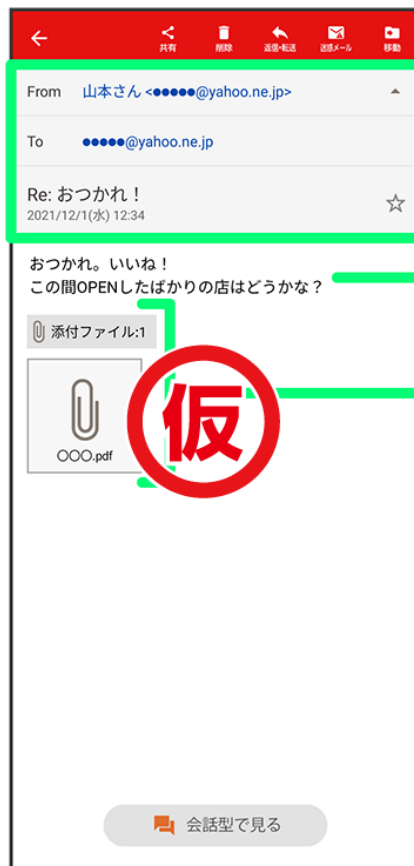 共有
削除
返信・転送
迷惑メール
移動
From 山本さん <●●●●●@yahoo.ne.jp>
To ●●●●●@yahoo.ne.jp
Re: おつかれ！
2021/12/1(水) 12:34
おつかれ。いいね！
この間OPENしたばかりの店はどうかな？
添付ファイル:1
〇〇〇.pdf
仮
会話型で見る